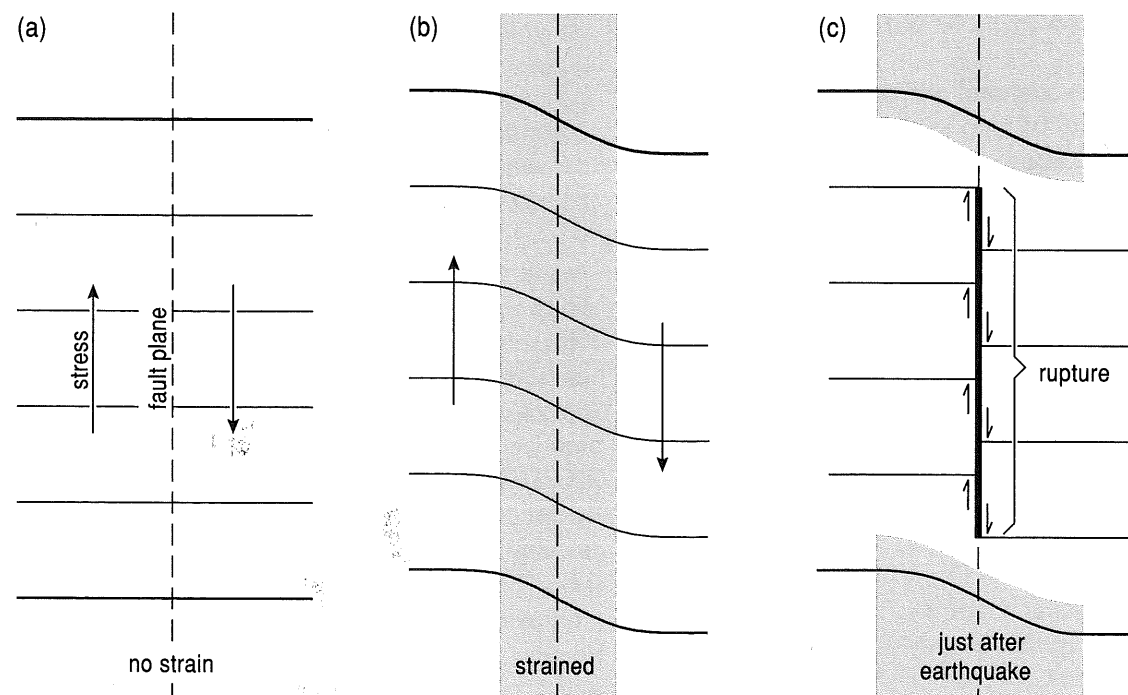 (a)
stress
fault plane
no strain
(b)
strained
(c)
rupture
just after
earthquake